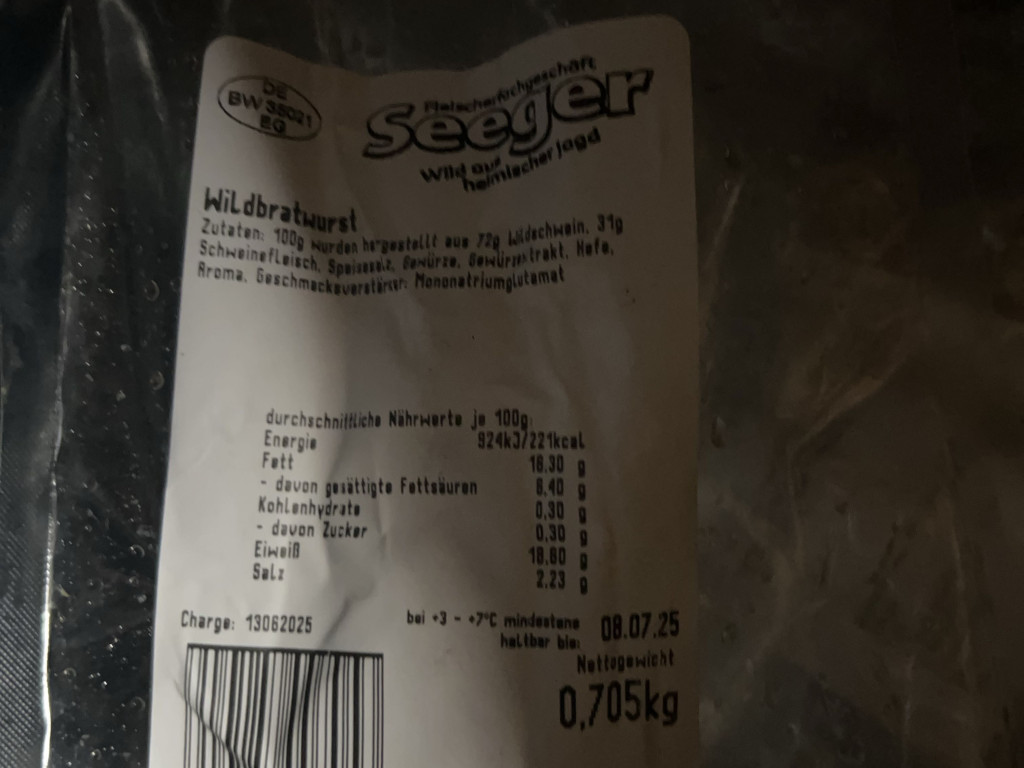 DE
BW 35021
EG
Fleischerfachgeschäft
Seeger
Wild aus
heimischer Jagd
Wildbratwurst
Zutaten: 100g wurden hergestellt aus 72g Wildschwein, 31g
Schweinefleisch, Speisesalz, Gewürze, Gewürzextrakt, Hefe,
Aroma, Geschmacksverstärker: Mononatriumglutamat
durchschnittliche Nährwerte je 100g:
Energie 924kJ/221kcal
Fett 16,30 g
- davon gesättigte Fettsäuren 6,40 g
Kohlenhydrate 0,30 g
- davon Zucker 0,30 g
Eiweiß 18,60 g
Salz 2,23 g
Charge: 13062025
bei +3 - +7°C mindestens
haltbar bis: 08.07.25
Nettogewicht
0,705kg